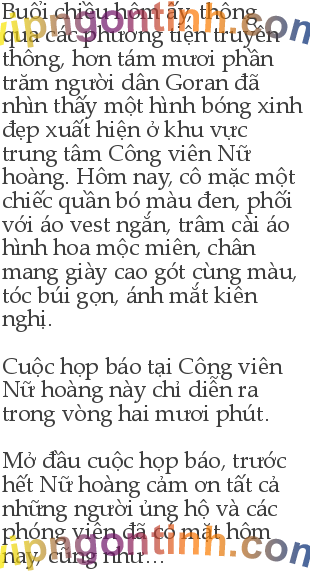 Buổi chiều hôm ấy, thông
qua các phương tiện truyền
thông, hơn tám mươi phần
trăm người dân Goran đã
nhìn thấy một hình bóng xinh
đẹp xuất hiện ở khu vực
trung tâm Công viên Nữ
hoàng. Hôm nay, cô mặc một
chiếc quần bó màu đen, phối
với áo vest ngắn, trâm cài áo
hình hoa mộc miên, chân
mang giày cao gót cùng màu,
tóc búi gọn, ánh mắt kiên
nghị.
Cuộc họp báo tại Công viên
Nữ hoàng này chỉ diễn ra
trong vòng hai mươi phút.
Mở đầu cuộc họp báo, trước
hết Nữ hoàng cảm ơn tất cả
những người ủng hộ và các
phóng viên đã có mặt hôm
nay, cũng như...
vipngontinh.com
vipngontinh.com